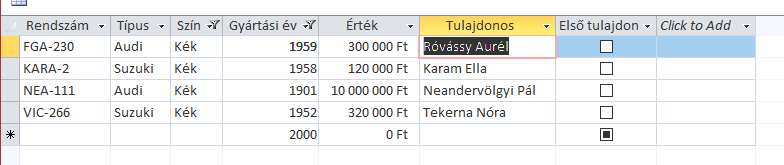 Rendszám Típus Szín Gyártási év Érték Tulajdonos Első tulajdon Click to Add
FGA-230 Audi Kék 1959 300 000 Ft Róvássy Aurél
KARA-2 Suzuki Kék 1958 120 000 Ft Karam Ella
NEA-111 Audi Kék 1901 10 000 000 Ft Neandervölgyi Pál
VIC-266 Suzuki Kék 1952 320 000 Ft Tekerna Nóra
2000 0 Ft